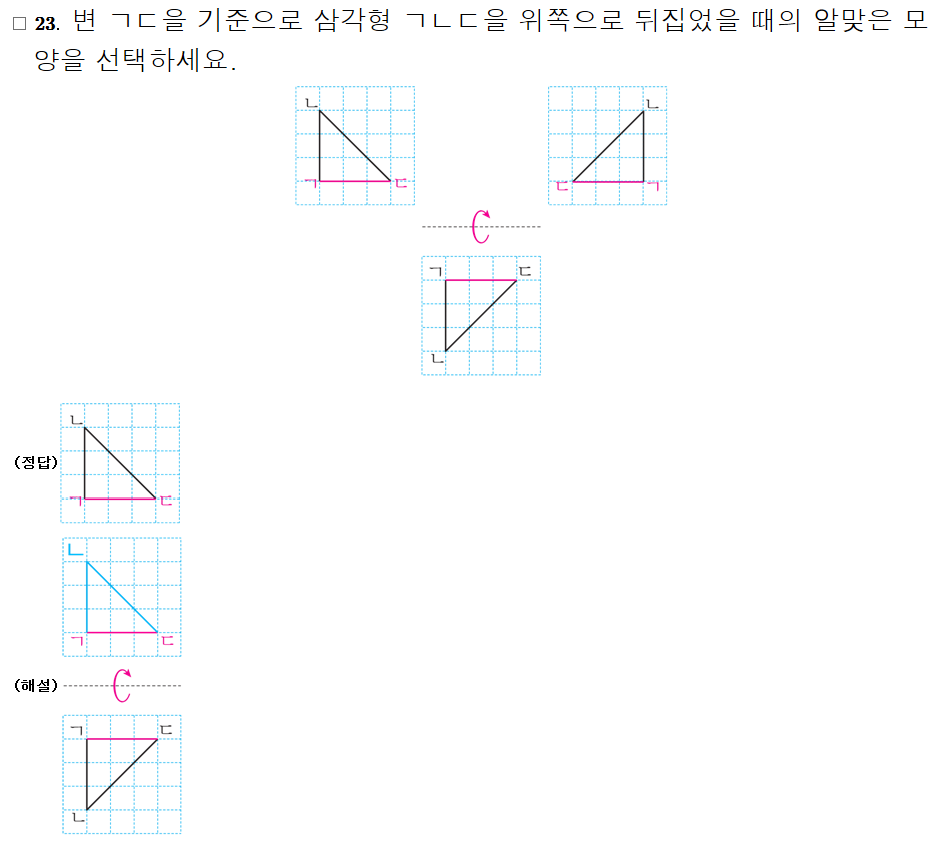 □ 23. 변 ㄱㄷ을 기준으로 삼각형 ㄱㄴㄷ을 위쪽으로 뒤집었을 때의 알맞은 모
양을 선택하세요.
ㄴ ㄴ
ㄱ ㄷ ㄷ ㄱ
ㄱ ㄷ
ㄴ
ㄴ
(정답)
ㄱ ㄷ
ㄴ
ㄱ ㄷ
(해설)
ㄱ ㄷ
ㄴ